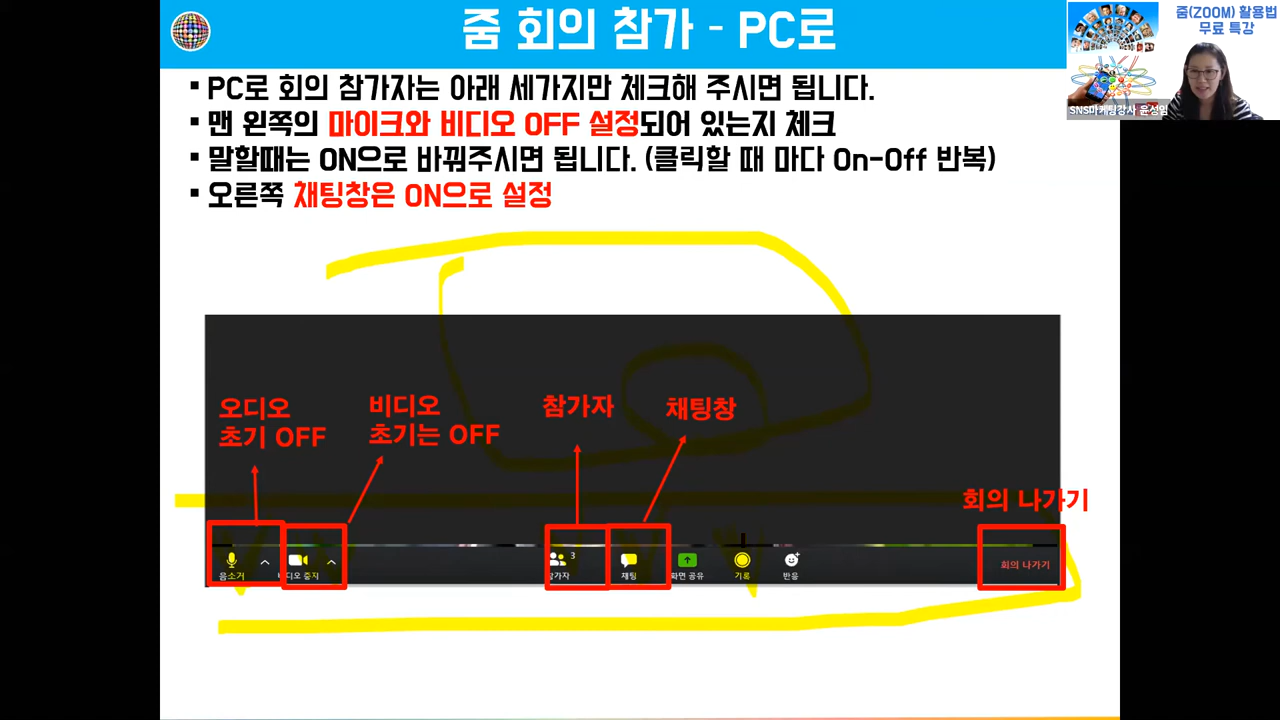 줌 회의 참가 - PC로
줌(ZOOM) 활용법
무료 특강
SNS마케팅강사 윤성임
▪ PC로 회의 참가자는 아래 세가지만 체크해 주시면 됩니다.
▪ 맨 왼쪽의 마이크와 비디오 OFF 설정되어 있는지 체크
▪ 말할때는 ON으로 바꿔주시면 됩니다. (클릭할 때 마다 On-Off 반복)
▪ 오른쪽 채팅창은 ON으로 설정
오디오
초기 OFF
비디오
초기는 OFF
참가자
채팅창
회의 나가기
음소거
비디오 중지
참가자
3
채팅
화면 공유
기록
반응
회의 나가기